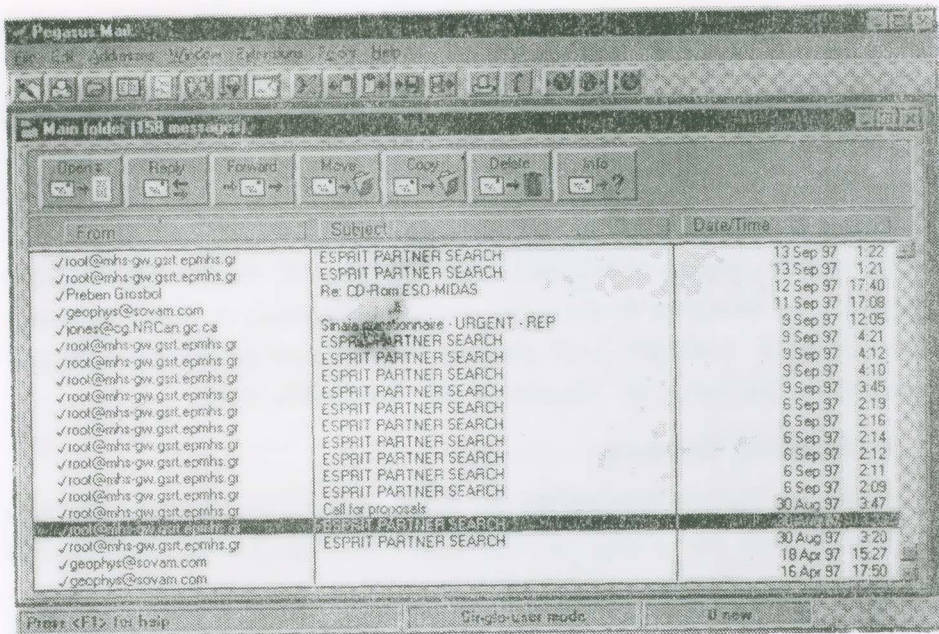 Pegasus Mail
File Edit Addresses Window Extensions Tools Help
Main folder (158 messages)
Open Reply Forward Move Copy Delete Info
From Subject Date/Time
√root@mhs-gw.gsrt.epmhs.gr ESPRIT PARTNER SEARCH 13 Sep 97 1:22
√root@mhs-gw.gsrt.epmhs.gr ESPRIT PARTNER SEARCH 13 Sep 97 1:21
√Preben Grosbol Re: CD-Rom ESO-MIDAS 12 Sep 97 17:40
√geophys@sovam.com 11 Sep 97 17:08
√jones@cg.NRCan.gc.ca questionnaire - URGENT - REP 9 Sep 97 12:05
√root@mhs-gw.gsrt.epmhs.gr ESPRIT PARTNER SEARCH 9 Sep 97 4:21
√root@mhs-gw.gsrt.epmhs.gr ESPRIT PARTNER SEARCH 9 Sep 97 4:12
√root@mhs-gw.gsrt.epmhs.gr ESPRIT PARTNER SEARCH 9 Sep 97 4:10
√root@mhs-gw.gsrt.epmhs.gr ESPRIT PARTNER SEARCH 9 Sep 97 3:45
√root@mhs-gw.gsrt.epmhs.gr ESPRIT PARTNER SEARCH 6 Sep 97 2:19
√root@mhs-gw.gsrt.epmhs.gr ESPRIT PARTNER SEARCH 6 Sep 97 2:16
√root@mhs-gw.gsrt.epmhs.gr ESPRIT PARTNER SEARCH 6 Sep 97 2:14
√root@mhs-gw.gsrt.epmhs.gr ESPRIT PARTNER SEARCH 6 Sep 97 2:12
√root@mhs-gw.gsrt.epmhs.gr ESPRIT PARTNER SEARCH 6 Sep 97 2:11
√root@mhs-gw.gsrt.epmhs.gr ESPRIT PARTNER SEARCH 6 Sep 97 2:09
√root@mhs-gw.gsrt.epmhs.gr Call for proposals 30 Aug 97 3:47
√root@mhs-gw.gsrt.epmhs.gr ESPRIT PARTNER SEARCH
√root@mhs-gw.gsrt.epmhs.gr ESPRIT PARTNER SEARCH 30 Aug 97 3:20
√geophys@sovam.com 18 Apr 97 15:27
√geophys@sovam.com 16 Apr 97 17:50
Press <F1> for help Single-user mode 0 new